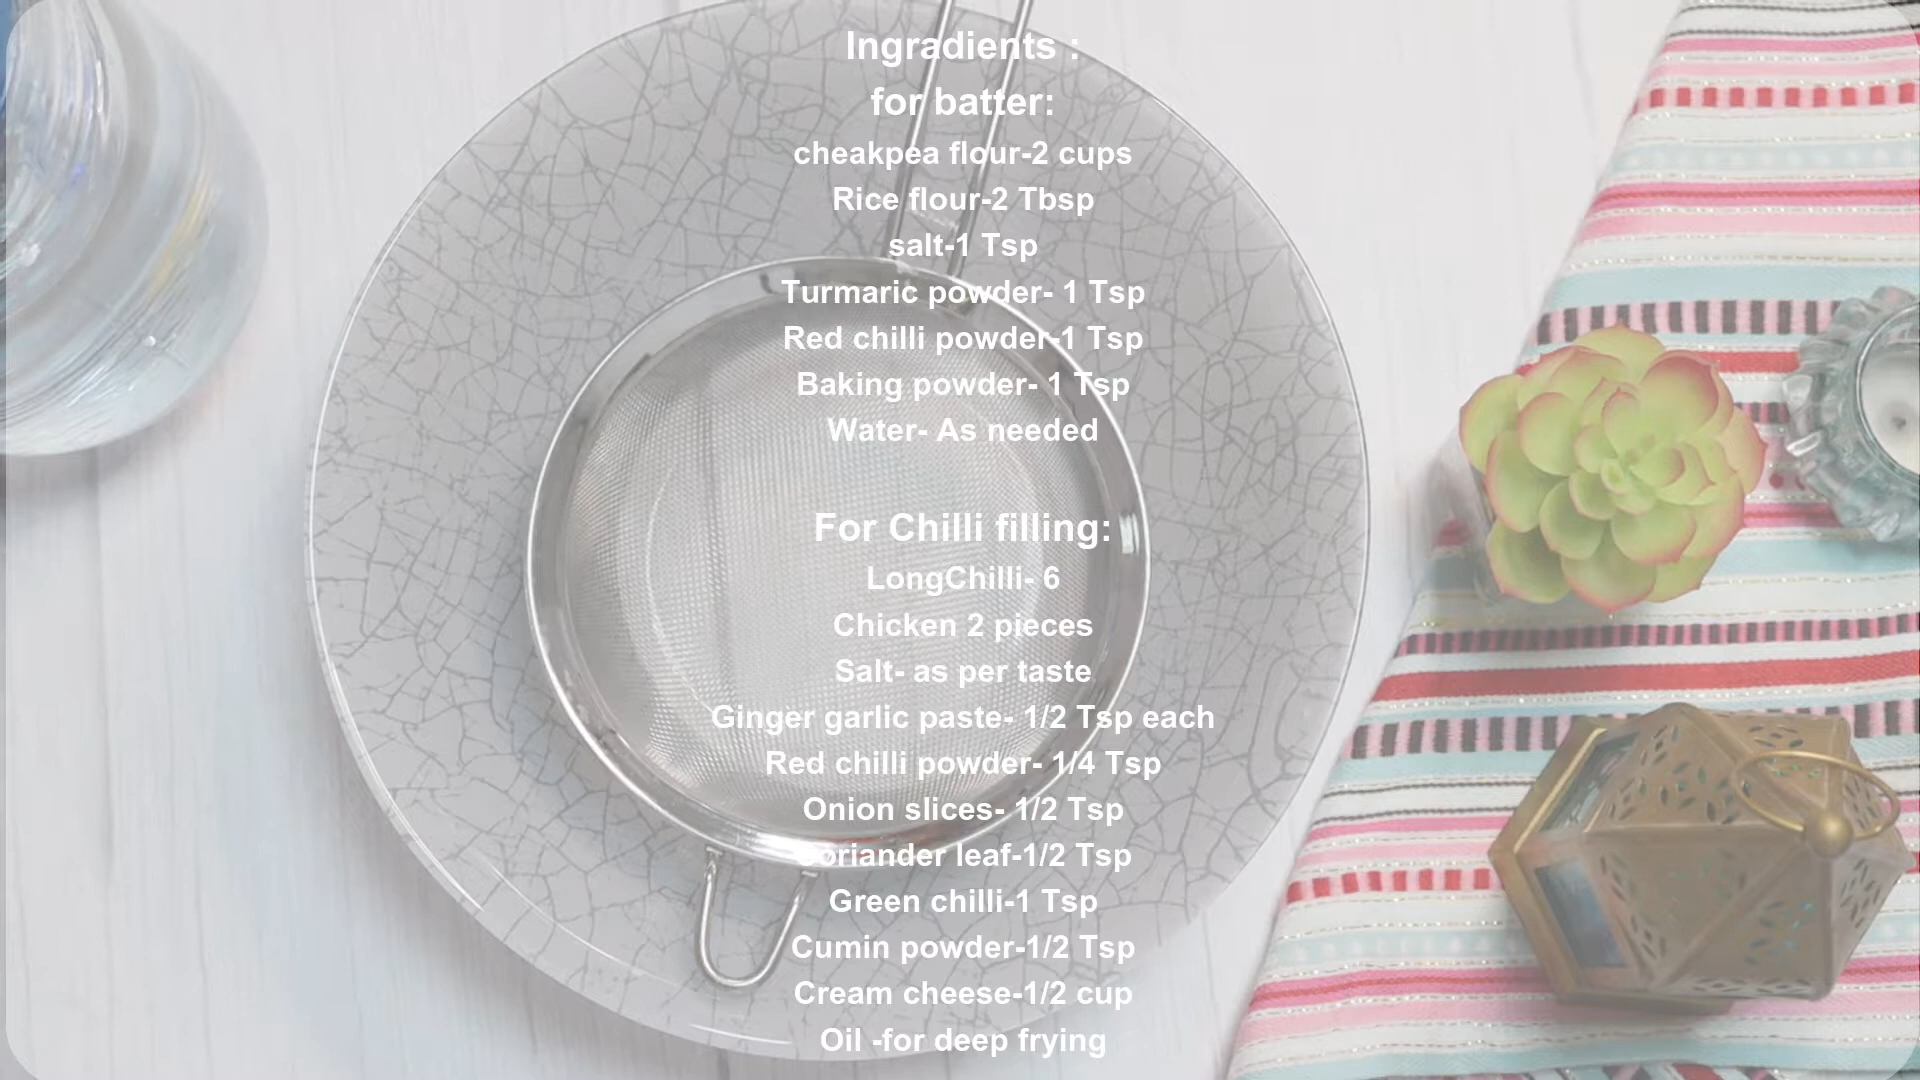 Ingradients :
for batter:
cheakpea flour-2 cups
Rice flour-2 Tbsp
salt-1 Tsp
Turmaric powder- 1 Tsp
Red chilli powder-1 Tsp
Baking powder- 1 Tsp
Water- As needed
For Chilli filling:
LongChilli- 6
Chicken 2 pieces
Salt- as per taste
Ginger garlic paste- 1/2 Tsp each
Red chilli powder- 1/4 Tsp
Onion slices- 1/2 Tsp
Coriander leaf-1/2 Tsp
Green chilli-1 Tsp
Cumin powder-1/2 Tsp
Cream cheese-1/2 cup
Oil -for deep frying